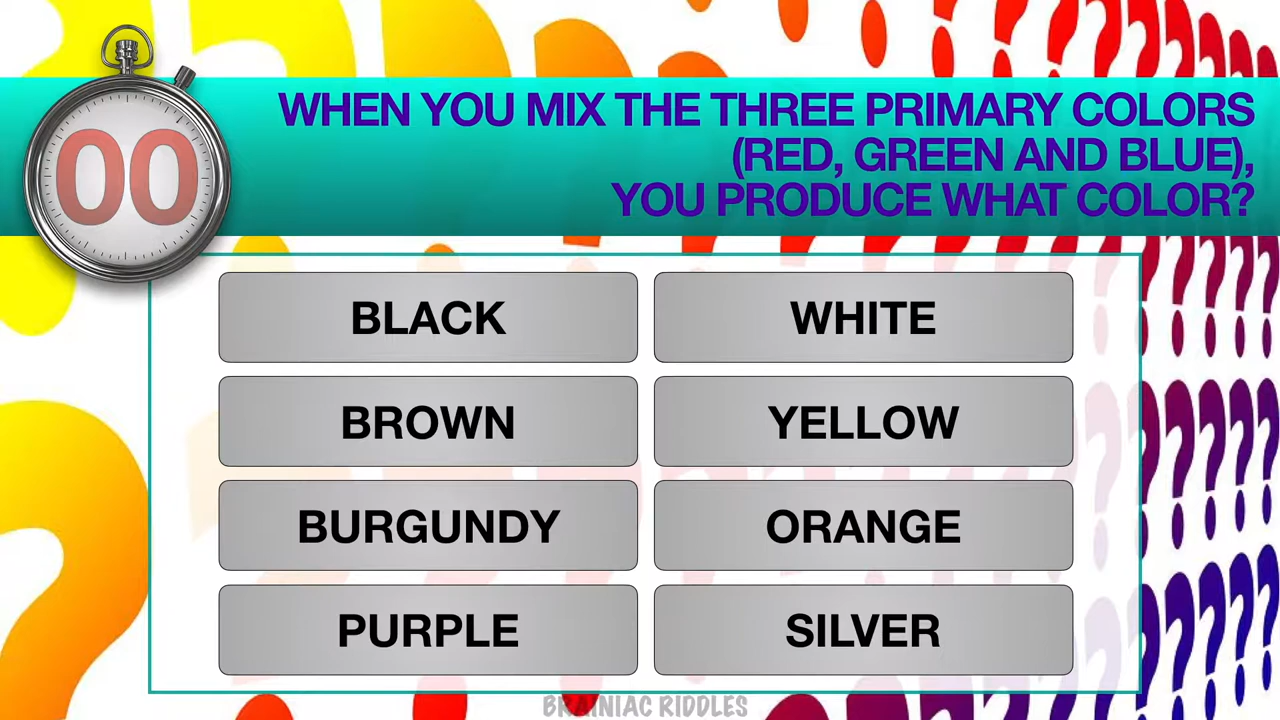 00
WHEN YOU MIX THE THREE PRIMARY COLORS
(RED, GREEN AND BLUE),
YOU PRODUCE WHAT COLOR?
BLACK
WHITE
BROWN
YELLOW
BURGUNDY
ORANGE
PURPLE
SILVER
BRAINIAC RIDDLES